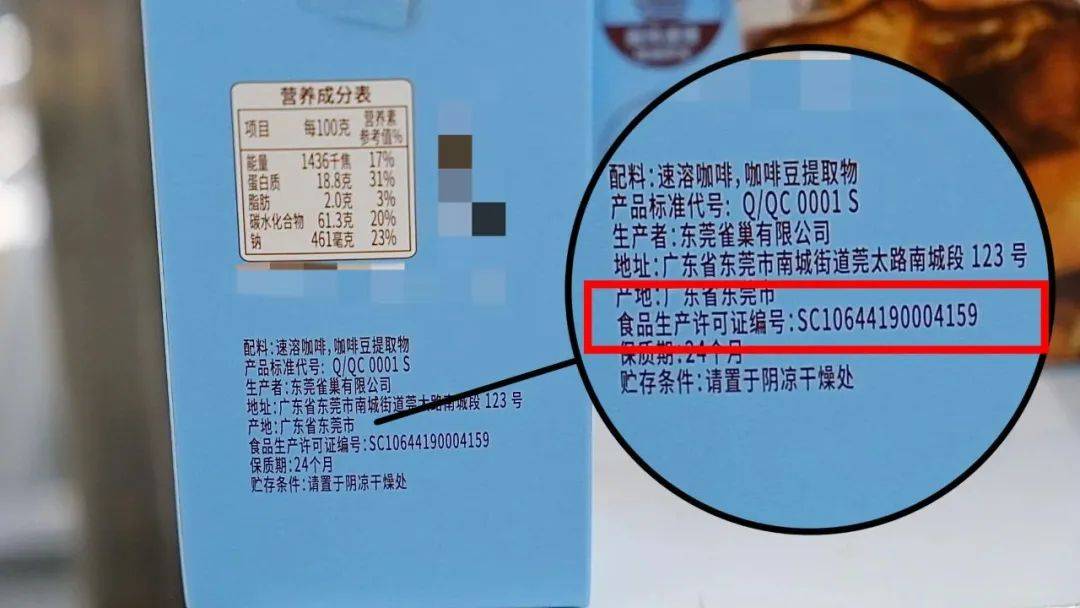 营养成分表
项目 每100克 营养素参考值%
能量 1436千焦 17%
蛋白质 18.8克 31%
脂肪 2.0克 3%
碳水化合物 61.3克 20%
钠 461毫克 23%
配料:速溶咖啡,咖啡豆提取物
产品标准代号: Q/QC 0001 S
生产者:东莞雀巢有限公司
地址:广东省东莞市南城街道莞太路南城段 123 号
产地:广东省东莞市
食品生产许可证编号:SC10644190004159
保质期:24个月
贮存条件:请置于阴凉干燥处
配料:速溶咖啡,咖啡豆提取物
产品标准代号: Q/QC 0001 S
生产者:东莞雀巢有限公司
地址:广东省东莞市南城街道莞太路南城段 123 号
产地:广东省东莞市
食品生产许可证编号:SC10644190004159
保质期:24个月
贮存条件:请置于阴凉干燥处